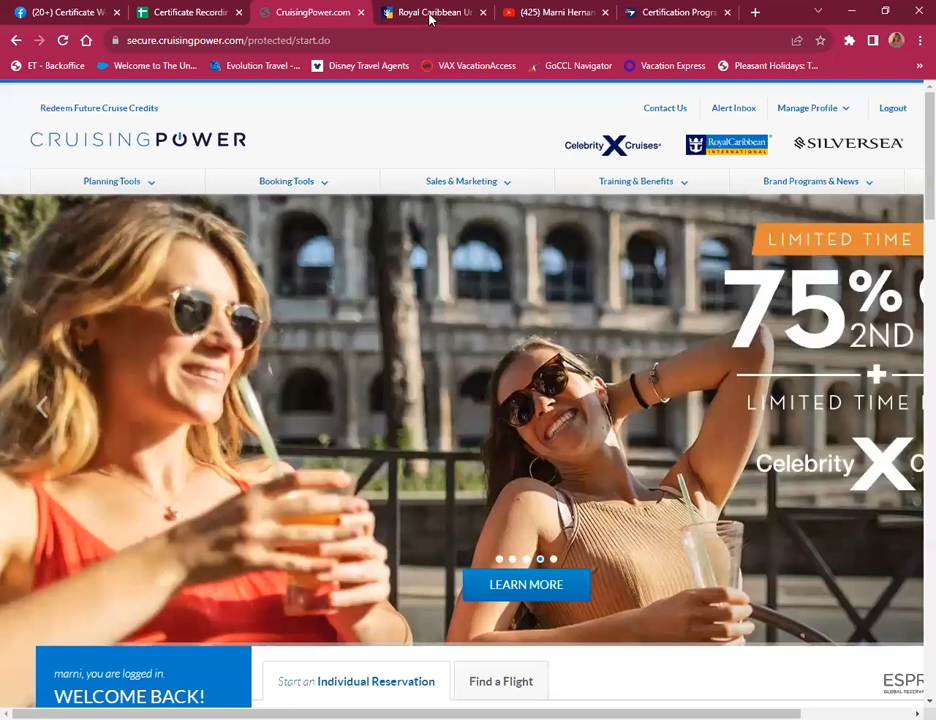 (20+) Certificate W
Certificate Recordi
CruisingPower.com
Royal Caribbean U
(425) Marni Hernan
Certification Progr
secure.cruisingpower.com/protected/start.do
ET - Backoffice
Welcome to The Un...
Evolution Travel -...
Disney Travel Agents
VAX VacationAccess
GoCCL Navigator
Vacation Express
Pleasant Holidays: T...
»
Redeem Future Cruise Credits
Contact Us
Alert Inbox
Manage Profile
Logout
CRUISINGPOWER
Celebrity X Cruises®
RoyalCaribbean INTERNATIONAL
SILVERSEA®
Planning Tools
Booking Tools
Sales & Marketing
Training & Benefits
Brand Programs & News
LIMITED TIME
75%
2ND
+
LIMITED TIME
Celebrity X C
LEARN MORE
marni, you are logged in.
WELCOME BACK!
Start an Individual Reservation
Find a Flight
ESPR
GLOBAL RESERVA